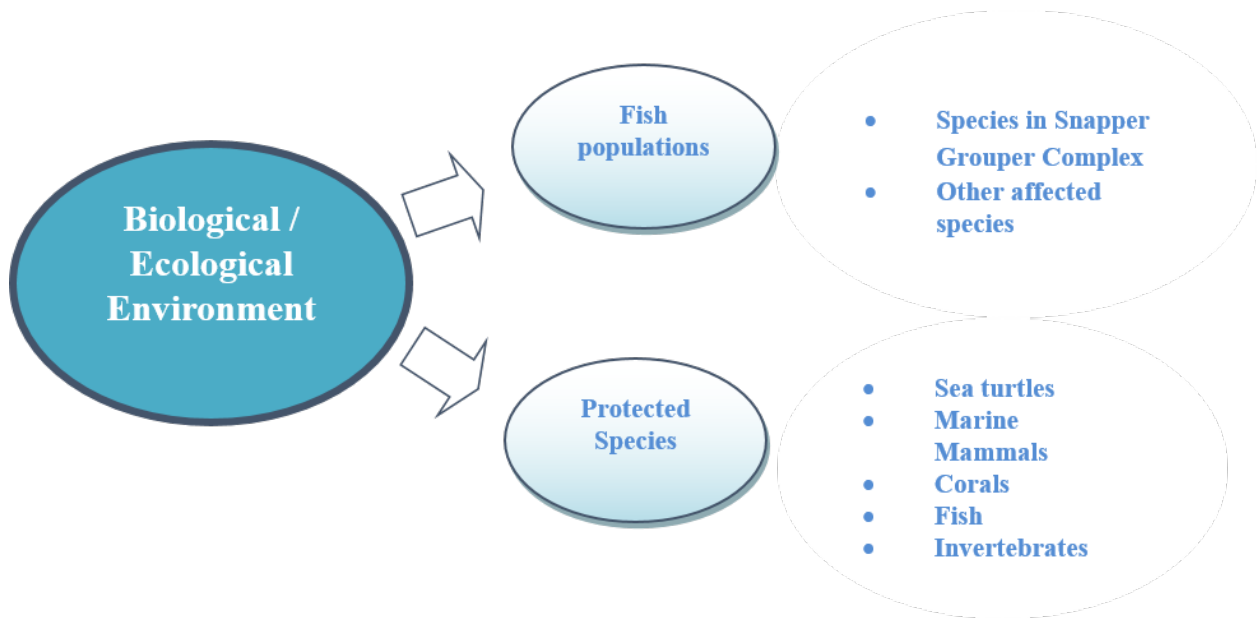 Biological /
Ecological
Environment
Fish
populations
• Species in Snapper
Grouper Complex
• Other affected
species
Protected
Species
• Sea turtles
• Marine
Mammals
• Corals
• Fish
• Invertebrates